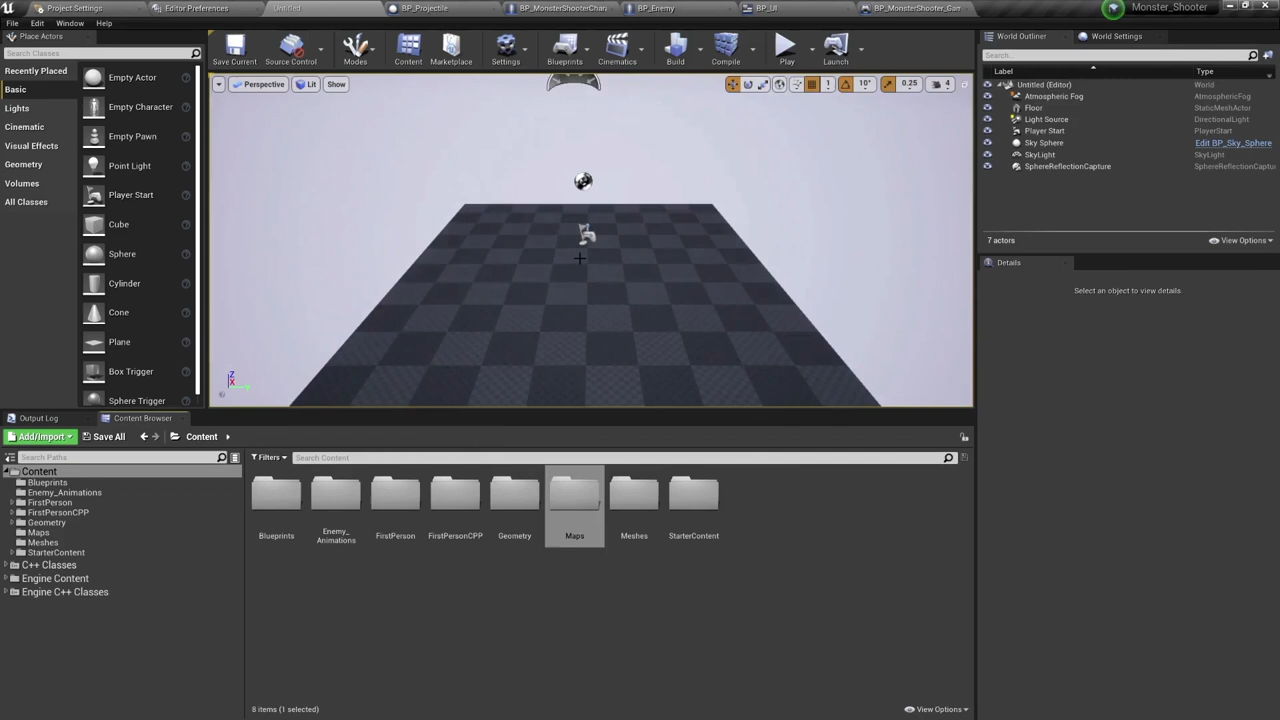 Project Settings
Editor Preferences
Untitled
BP_Projectile
BP_MonsterShooterChara
BP_Enemy
BP_UI
BP_MonsterShooter_Gam
Monster_Shooter
File Edit Window Help
Place Actors
Search Classes
Recently Placed
Basic
Lights
Cinematic
Visual Effects
Geometry
Volumes
All Classes
Empty Actor
Empty Character
Empty Pawn
Point Light
Player Start
Cube
Sphere
Cylinder
Cone
Plane
Box Trigger
Sphere Trigger
Save Current
Source Control
Modes
Content
Marketplace
Settings
Blueprints
Cinematics
Build
Compile
Play
Launch
Perspective
Lit
Show
1
10°
0.25
4
Z
X
World Outliner
World Settings
Search...
Label Type
Untitled (Editor) World
Atmospheric Fog AtmosphericFog
Floor StaticMeshActor
Light Source DirectionalLight
Player Start PlayerStart
Sky Sphere Edit BP_Sky_Sphere
SkyLight SkyLight
SphereReflectionCapture SphereReflectionCaptu
7 actors
View Options
Details
Select an object to view details.
Output Log
Content Browser
Add/Import
Save All
Content
Search Paths
Filters
Search Content
Content
Blueprints
Enemy_Animations
FirstPerson
FirstPersonCPP
Geometry
Maps
Meshes
StarterContent
C++ Classes
Engine Content
Engine C++ Classes
Blueprints
Enemy_
Animations
FirstPerson
FirstPersonCPP
Geometry
Maps
Meshes
StarterContent
8 items (1 selected)
View Options